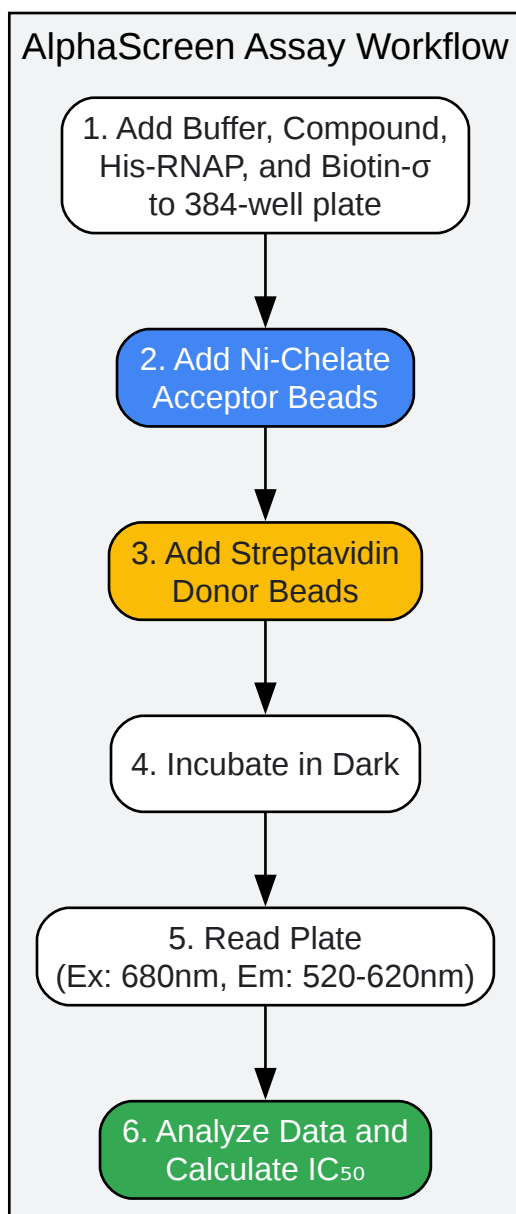 AlphaScreen Assay Workflow
1. Add Buffer, Compound,
His-RNAP, and Biotin-σ
to 384-well plate
2. Add Ni-Chelate
Acceptor Beads
3. Add Streptavidin
Donor Beads
4. Incubate in Dark
5. Read Plate
(Ex: 680nm, Em: 520-620nm)
6. Analyze Data and
Calculate IC₅₀